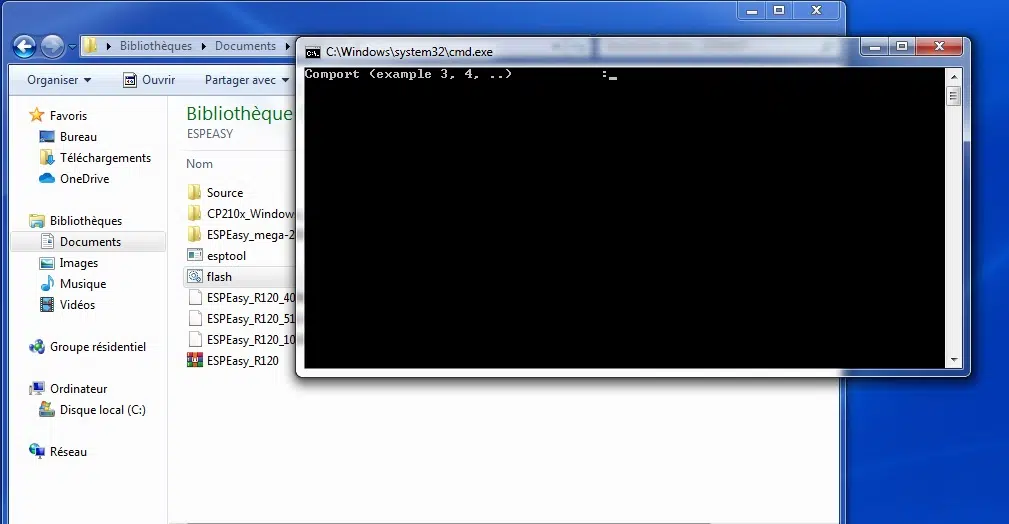 Bibliothèques Documents
C:\Windows\system32\cmd.exe
Comport (example 3, 4, ..) :_
Organiser Ouvrir Partager avec
Favoris
Bureau
Téléchargements
OneDrive
Bibliothèques
Documents
Images
Musique
Vidéos
Groupe résidentiel
Ordinateur
Disque local (C:)
Réseau
Bibliothèque
ESPEASY
Nom
Source
CP210x_Window
ESPEasy_mega-2
esptool
flash
ESPEasy_R120_40
ESPEasy_R120_51
ESPEasy_R120_10
ESPEasy_R120